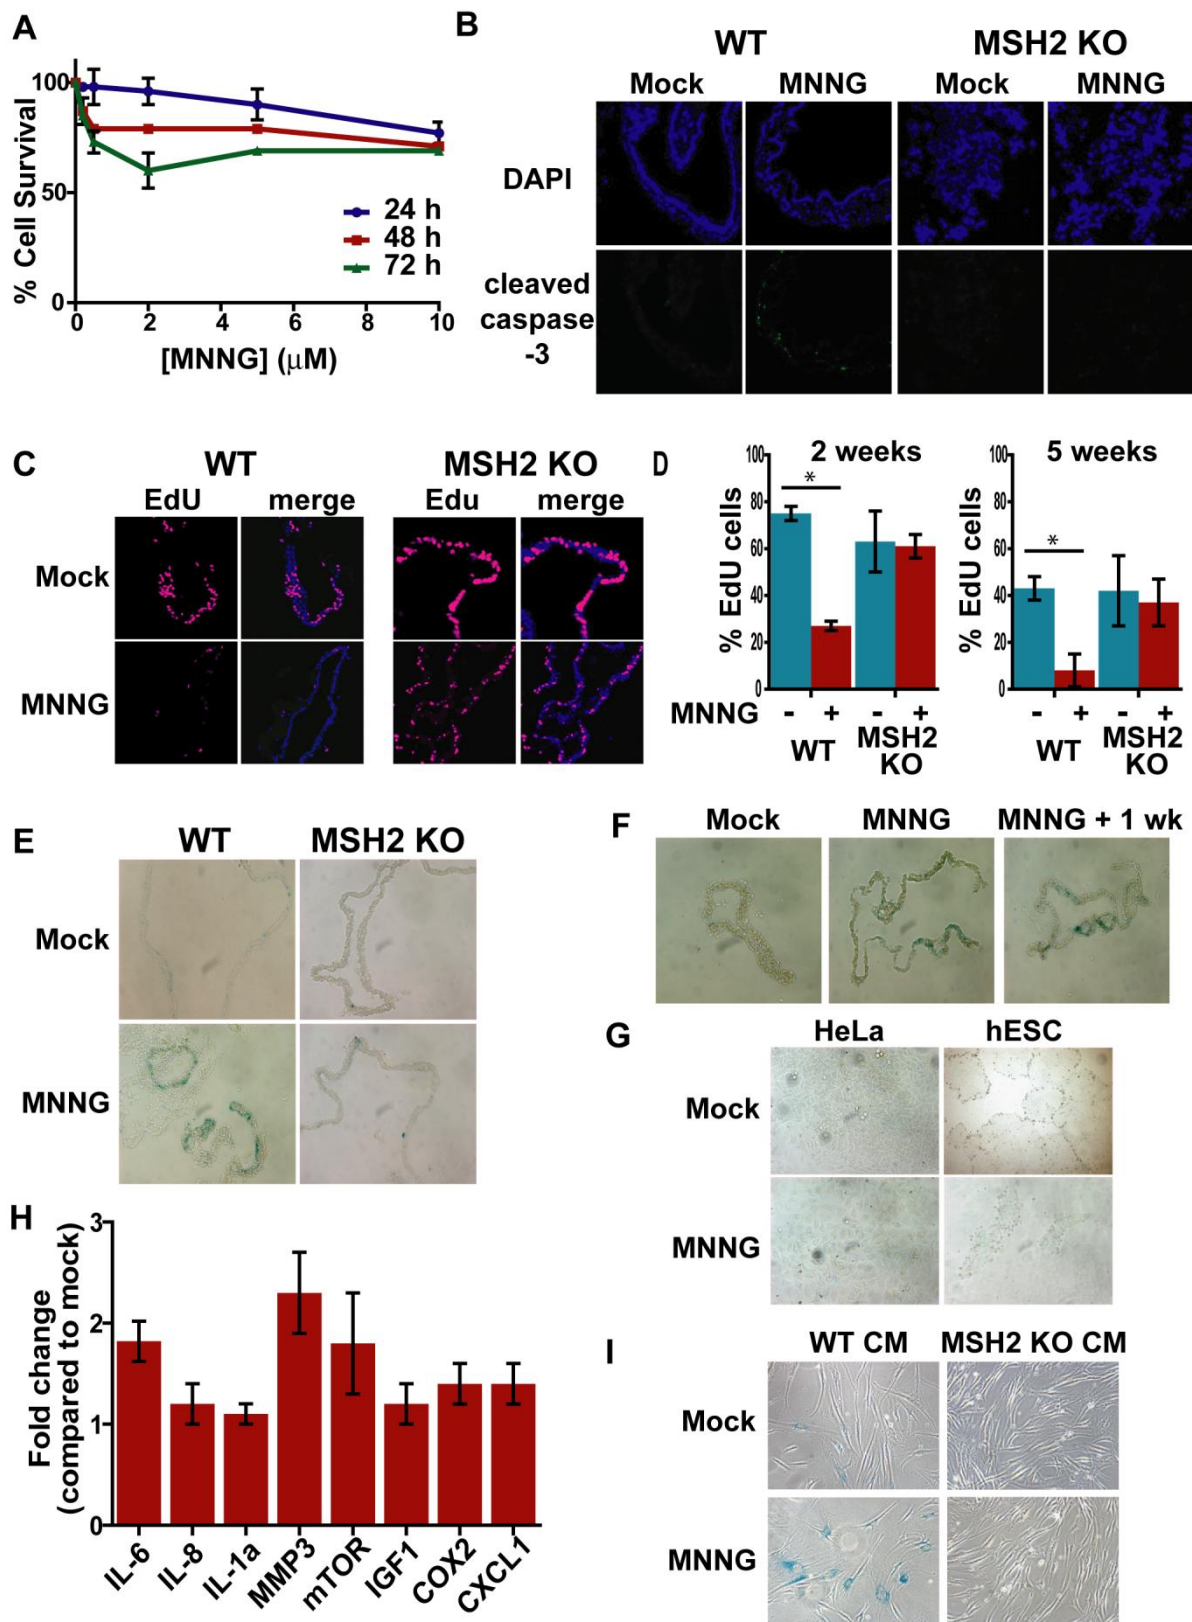 A
% Cell Survival
100
50
0
24 h
48 h
72 h
0 2 4 6 8 10
[MNNG] (μM)
B
WT MSH2 KO
Mock MNNG Mock MNNG
DAPI
cleaved
caspase
-3
C
WT MSH2 KO
EdU merge Edu merge
Mock
MNNG
D
2 weeks
% EdU cells
100
80
60
40
20
0
*
MNNG - + - +
WT MSH2
KO
5 weeks
% EdU cells
100
80
60
40
20
0
*
- + - +
WT MSH2
KO
E
WT MSH2 KO
Mock
MNNG
F
Mock MNNG MNNG + 1 wk
G
HeLa hESC
Mock
MNNG
H
Fold change
(compared to mock)
3
2
1
0
IL-6 IL-8 IL-1a MMP3 mTOR IGF1 COX2 CXCL1
I
WT CM MSH2 KO CM
Mock
MNNG